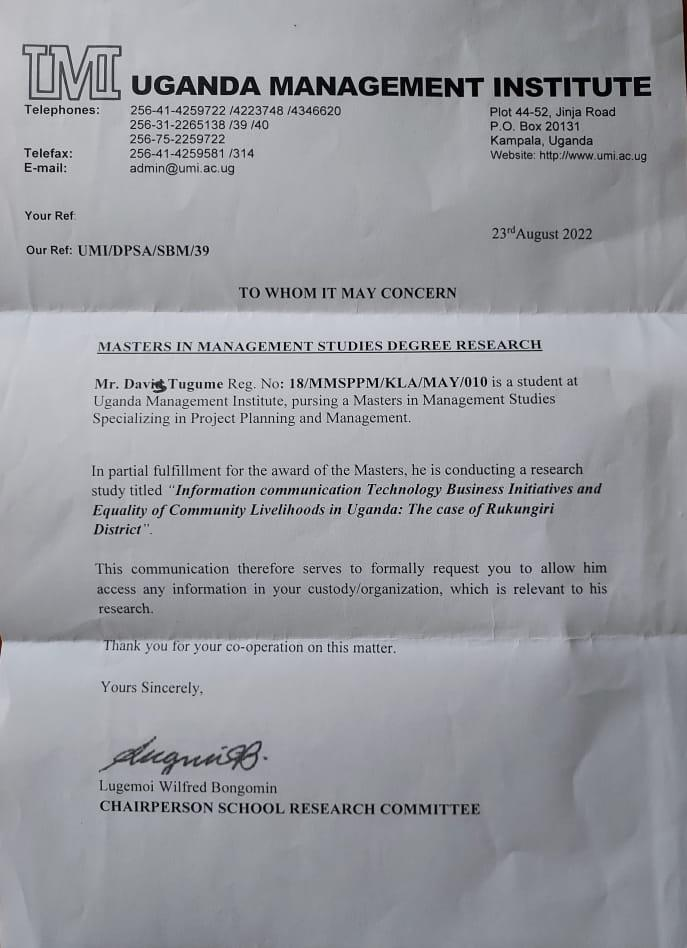 UMI
UGANDA MANAGEMENT INSTITUTE
Telephones: 256-41-4259722 /4223748 /4346620
256-31-2265138 /39 /40
256-75-2259722
Telefax: 256-41-4259581 /314
E-mail: admin@umi.ac.ug
Plot 44-52, Jinja Road
P.O. Box 20131
Kampala, Uganda
Website: http://www.umi.ac.ug
Your Ref:
23rd August 2022
Our Ref: UMI/DPSA/SBM/39
TO WHOM IT MAY CONCERN
MASTERS IN MANAGEMENT STUDIES DEGREE RESEARCH
Mr. Davis Tugume Reg. No: 18/MMSPPM/KLA/MAY/010 is a student at
Uganda Management Institute, pursing a Masters in Management Studies
Specializing in Project Planning and Management.
In partial fulfillment for the award of the Masters, he is conducting a research
study titled "Information communication Technology Business Initiatives and
Equality of Community Livelihoods in Uganda: The case of Rukungiri
District".
This communication therefore serves to formally request you to allow him
access any information in your custody/organization, which is relevant to his
research.
Thank you for your co-operation on this matter.
Yours Sincerely,
Lugemoi Wilfred Bongomin
CHAIRPERSON SCHOOL RESEARCH COMMITTEE